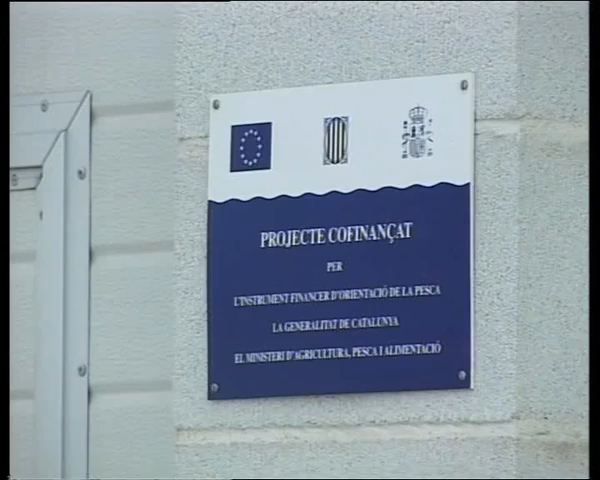 PROJECTE COFINANÇAT
PER
L'INSTRUMENT FINANCER D'ORIENTACIÓ DE LA PESCA
LA GENERALITAT DE CATALUNYA
EL MINISTERI D'AGRICULTURA, PESCA I ALIMENTACIÓ